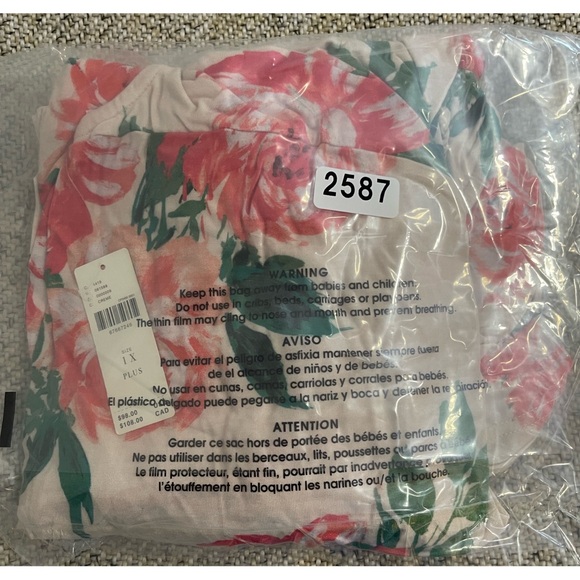 2587
WARNING
Keep this bag away from babies and children.
Do not use in cribs, beds, carriages or play pens.
The thin film may cling to nose and mouth and prevent breathing.
AVISO
Para evitar el peligro de asfixia mantener siempre fuera
de el alcance de niños y de bebés.
No usar en cunas, camas, carriolas y corrales para bebés.
El plástico delgado puede pegarse a la nariz y boca y detener la respiración.
ATTENTION
Garder ce sac hors de portée des bébés et enfants.
Ne pas utiliser dans les berceaux, lits, poussettes ou parcs
Le film protecteur, étant fin, pourrait par inadvertance
l'étouffement en bloquant les narines ou/et la bouche.
SIZE
1X
PLUS
$98.00
$108.00 CAD